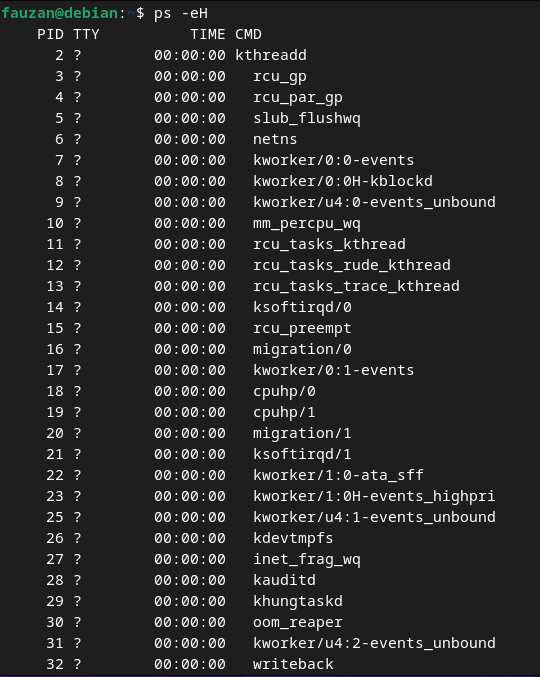 fauzan@debian:~$ ps -eH
PID TTY TIME CMD
2 ? 00:00:00 kthreadd
3 ? 00:00:00 rcu_gp
4 ? 00:00:00 rcu_par_gp
5 ? 00:00:00 slub_flushwq
6 ? 00:00:00 netns
7 ? 00:00:00 kworker/0:0-events
8 ? 00:00:00 kworker/0:0H-kblockd
9 ? 00:00:00 kworker/u4:0-events_unbound
10 ? 00:00:00 mm_percpu_wq
11 ? 00:00:00 rcu_tasks_kthread
12 ? 00:00:00 rcu_tasks_rude_kthread
13 ? 00:00:00 rcu_tasks_trace_kthread
14 ? 00:00:00 ksoftirqd/0
15 ? 00:00:00 rcu_preempt
16 ? 00:00:00 migration/0
17 ? 00:00:00 kworker/0:1-events
18 ? 00:00:00 cpuhp/0
19 ? 00:00:00 cpuhp/1
20 ? 00:00:00 migration/1
21 ? 00:00:00 ksoftirqd/1
22 ? 00:00:00 kworker/1:0-ata_sff
23 ? 00:00:00 kworker/1:0H-events_highpri
25 ? 00:00:00 kworker/u4:1-events_unbound
26 ? 00:00:00 kdevtmpfs
27 ? 00:00:00 inet_frag_wq
28 ? 00:00:00 kauditd
29 ? 00:00:00 khungtaskd
30 ? 00:00:00 oom_reaper
31 ? 00:00:00 kworker/u4:2-events_unbound
32 ? 00:00:00 writeback